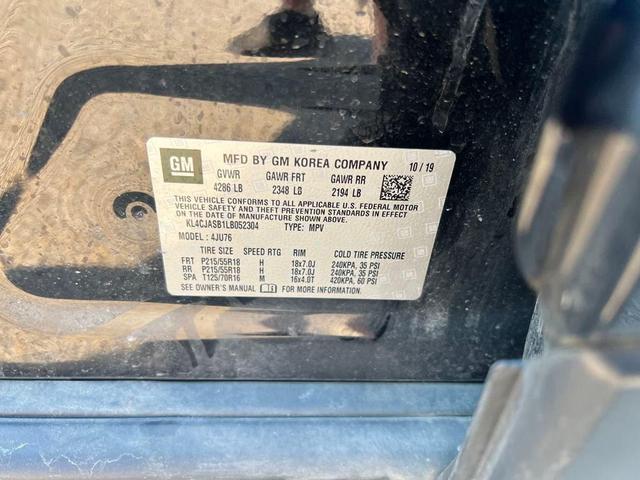 GM
MFD BY GM KOREA COMPANY 10/19
GVWR GAWR FRT GAWR RR
4286 LB 2348 LB 2194 LB
THIS VEHICLE CONFORMS TO ALL APPLICABLE U.S. FEDERAL MOTOR
VEHICLE SAFETY AND THEFT PREVENTION STANDARDS IN EFFECT ON
THE DATE OF MANUFACTURE SHOWN ABOVE.
KL4CJASB1LB052304 TYPE: MPV
MODEL: 4JU76
TIRE SIZE SPEED RTG RIM COLD TIRE PRESSURE
FRT P215/55R18 H 18x7.0J 240KPA, 35 PSI
RR P215/55R18 H 18x7.0J 240KPA, 35 PSI
SPA T125/70R16 M 16x4.0T 420KPA, 60 PSI
SEE OWNER'S MANUAL FOR MORE INFORMATION.